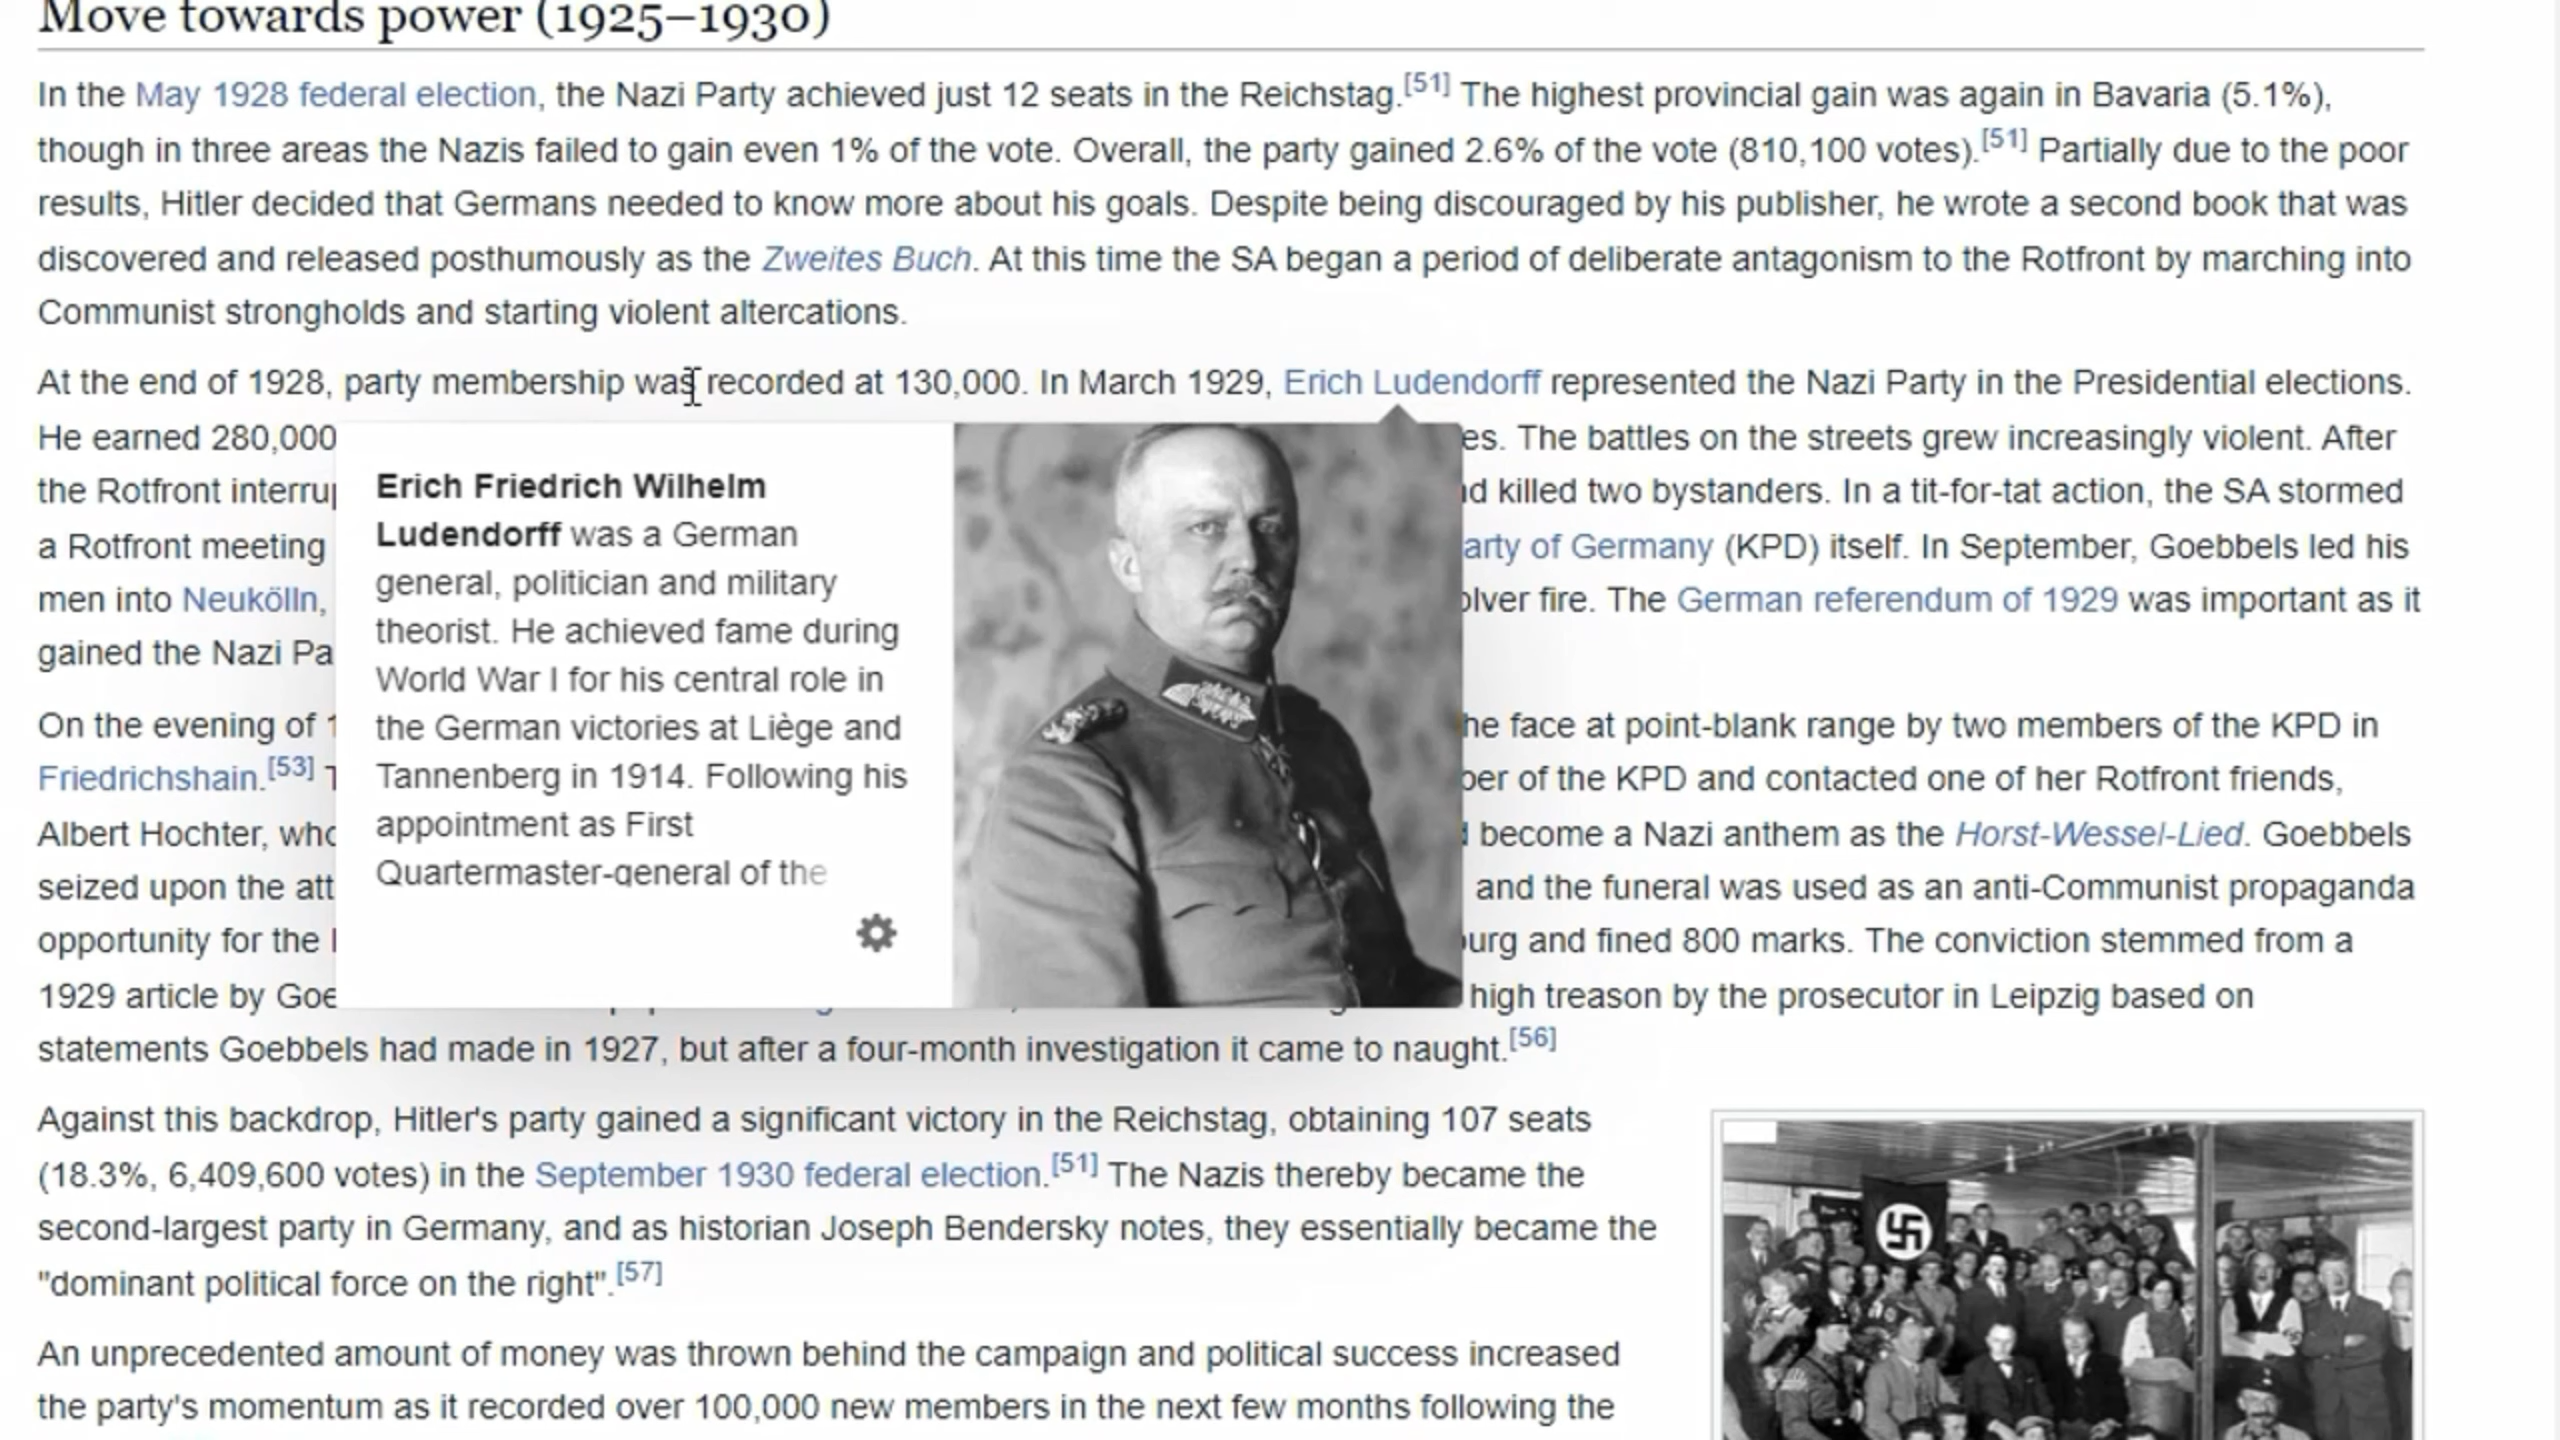 Move towards power (1925–1930)
In the May 1928 federal election, the Nazi Party achieved just 12 seats in the Reichstag.[51] The highest provincial gain was again in Bavaria (5.1%),
though in three areas the Nazis failed to gain even 1% of the vote. Overall, the party gained 2.6% of the vote (810,100 votes).[51] Partially due to the poor
results, Hitler decided that Germans needed to know more about his goals. Despite being discouraged by his publisher, he wrote a second book that was
discovered and released posthumously as the Zweites Buch. At this time the SA began a period of deliberate antagonism to the Rotfront by marching into
Communist strongholds and starting violent altercations.
At the end of 1928, party membership was recorded at 130,000. In March 1929, Erich Ludendorff represented the Nazi Party in the Presidential elections.
He earned 280,000
es. The battles on the streets grew increasingly violent. After
the Rotfront
killed two bystanders. In a tit-for-tat action, the SA stormed
a Rotfront meeting
arty of Germany (KPD) itself. In September, Goebbels led his
men into Neukölln,
fire. The German referendum of 1929 was important as it
gained the Nazi Pa
Erich Friedrich Wilhelm
Ludendorff was a German
general, politician and military
theorist. He achieved fame during
World War I for his central role in
the German victories at Liège and
Tannenberg in 1914. Following his
appointment as First
Quartermaster-general of the
On the evening of
he face at point-blank range by two members of the KPD in
Friedrichshain.[53]
of the KPD and contacted one of her Rotfront friends,
Albert Hochter, who
become a Nazi anthem as the Horst-Wessel-Lied. Goebbels
seized upon the att
and the funeral was used as an anti-Communist propaganda
opportunity for the
urg and fined 800 marks. The conviction stemmed from a
1929 article by Goe
high treason by the prosecutor in Leipzig based on
statements Goebbels had made in 1927, but after a four-month investigation it came to naught.[56]
Against this backdrop, Hitler's party gained a significant victory in the Reichstag, obtaining 107 seats
(18.3%, 6,409,600 votes) in the September 1930 federal election.[51] The Nazis thereby became the
second-largest party in Germany, and as historian Joseph Bendersky notes, they essentially became the
"dominant political force on the right".[57]
An unprecedented amount of money was thrown behind the campaign and political success increased
the party's momentum as it recorded over 100,000 new members in the next few months following the